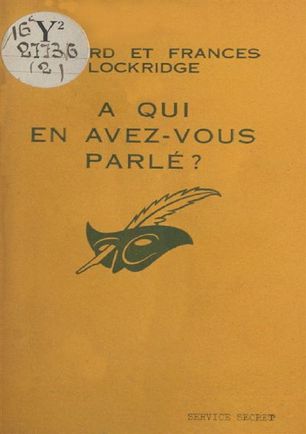 16°
Y²
27736
(2)
RD ET FRANCES
LOCKRIDGE
A QUI
EN AVEZ-VOUS
PARLÉ ?
SERVICE SECRET